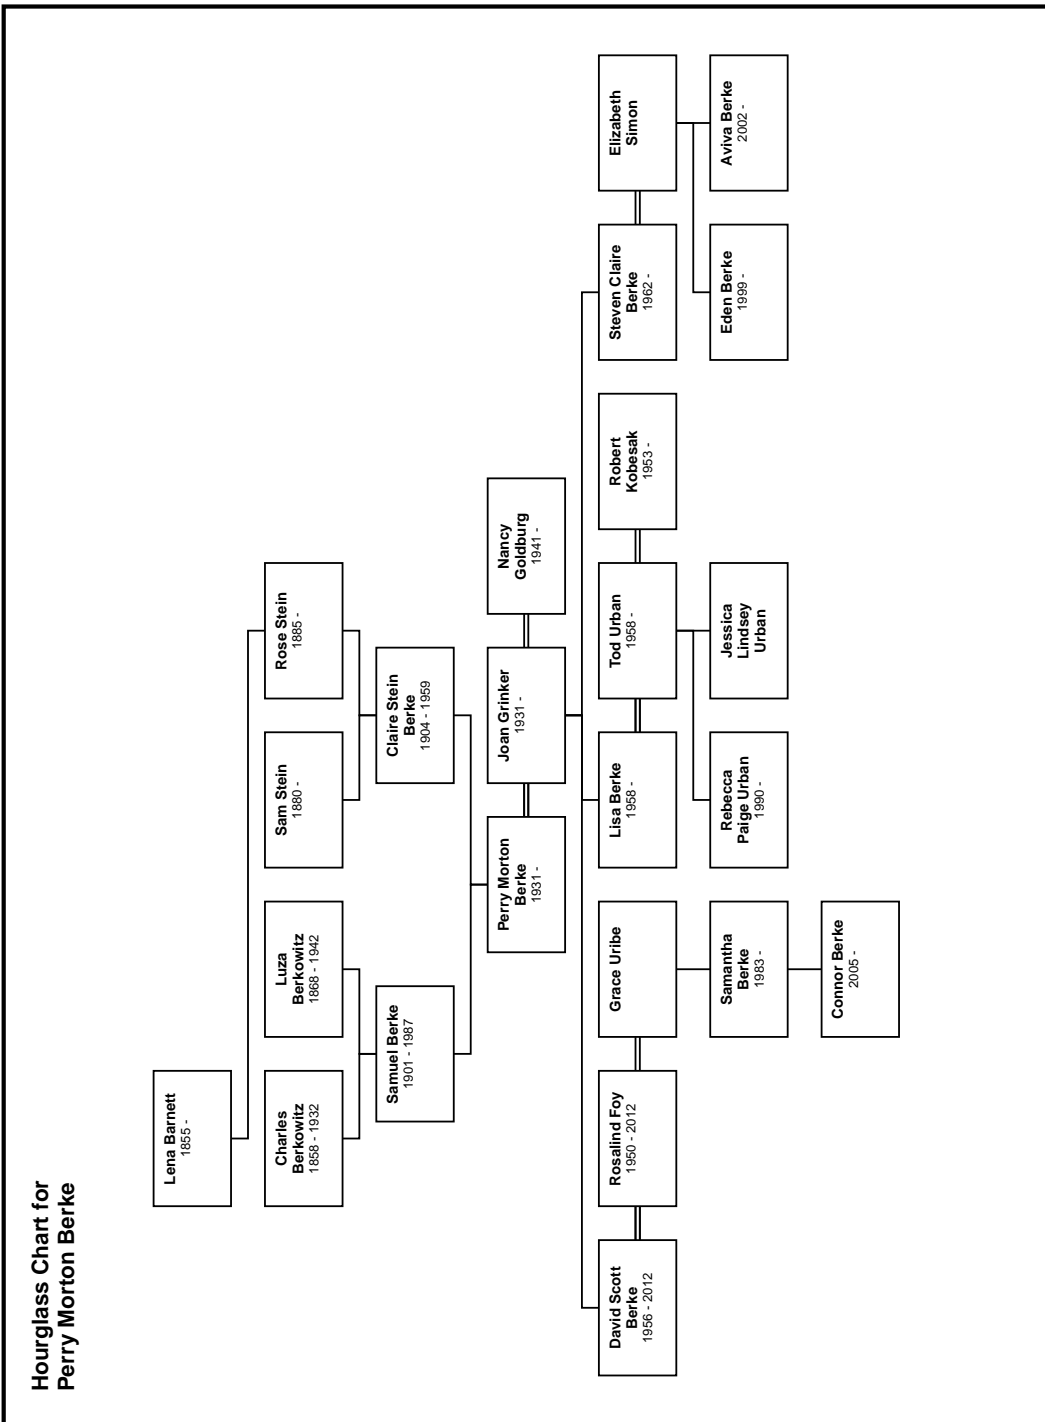 Hourglass Chart for
Perry Morton Berke
Lena Barnett
1855 -
Charles
Berkowitz
1858 - 1932
Luza
Berkowitz
1868 - 1942
Sam Stein
1880 -
Rose Stein
1885 -
Samuel Berke
1901 - 1987
Claire Stein
Berke
1904 - 1959
Perry Morton
Berke
1931 -
Joan Grinker
1931 -
Nancy
Goldburg
1941 -
David Scott
Berke
1956 - 2012
Rosalind Foy
1950 - 2012
Grace Uribe
Lisa Berke
1958 -
Tod Urban
1958 -
Robert
Kobesak
1953 -
Steven Claire
Berke
1962 -
Elizabeth
Simon
Samantha
Berke
1983 -
Rebecca
Paige Urban
1990 -
Jessica
Lindsey
Urban
Eden Berke
1999 -
Aviva Berke
2002 -
Connor Berke
2005 -